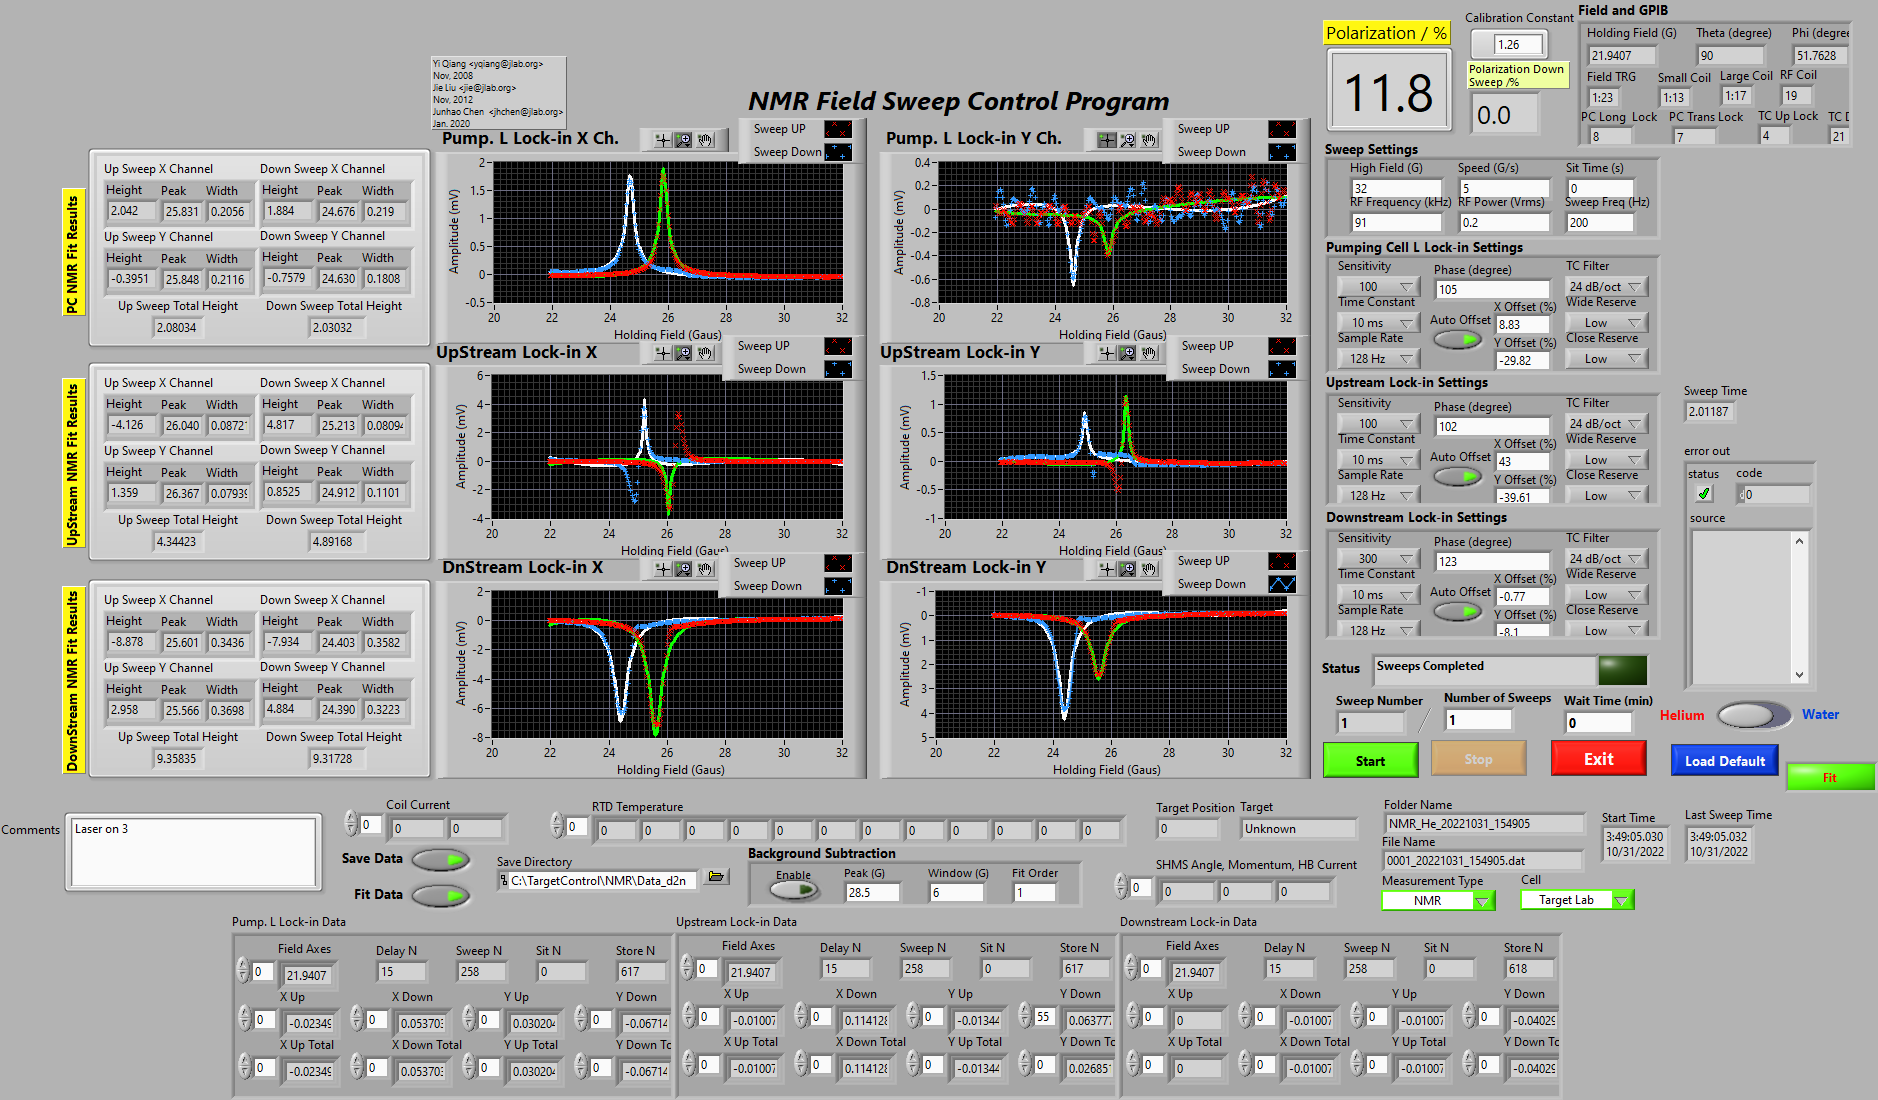 Yi Qiang <yqiang@jlab.org>
Nov, 2008
Jie Liu <jie@jlab.org>
Nov, 2012
Junhao Chen <jhchen@jlab.org>
Jan. 2020
NMR Field Sweep Control Program
Polarization / %
11.8
Calibration Constant
1.26
Polarization Down
Sweep /%
0.0
Field and GPIB
Holding Field (G) Theta (degree) Phi (degree
21.9407 90 51.7628
Field TRG Small Coil Large Coil RF Coil
1:23 1:13 1:17 19
PC Long Lock PC Trans Lock TC Up Lock TC D
8 7 4 21
PC NMR Fit Results
Up Sweep X Channel Down Sweep X Channel
Height Peak Width Height Peak Width
2.042 25.831 0.2056 1.884 24.676 0.219
Up Sweep Y Channel Down Sweep Y Channel
Height Peak Width Height Peak Width
-0.3951 25.848 0.2116 -0.7579 24.630 0.1808
Up Sweep Total Height Down Sweep Total Height
2.08034 2.03032
UpStream NMR Fit Results
Up Sweep X Channel Down Sweep X Channel
Height Peak Width Height Peak Width
-4.126 26.040 0.0872 4.817 25.213 0.0809
Up Sweep Y Channel Down Sweep Y Channel
Height Peak Width Height Peak Width
1.359 26.367 0.0793 0.8525 24.912 0.1101
Up Sweep Total Height Down Sweep Total Height
4.34423 4.89168
DownStream NMR Fit Results
Up Sweep X Channel Down Sweep X Channel
Height Peak Width Height Peak Width
-8.878 25.601 0.3436 -7.934 24.403 0.3582
Up Sweep Y Channel Down Sweep Y Channel
Height Peak Width Height Peak Width
2.958 25.566 0.3698 4.884 24.390 0.3223
Up Sweep Total Height Down Sweep Total Height
9.35835 9.31728
Pump. L Lock-in X Ch.
Sweep UP
Sweep Down
Amplitude (mV)
2
1.5
1
0.5
0
-0.5
20 22 24 26 28 30 32
Holding Field (Gaus)
Pump. L Lock-in Y Ch.
Sweep UP
Sweep Down
Amplitude (mV)
0.4
0.2
0
-0.2
-0.4
-0.6
-0.8
20 22 24 26 28 30 32
Holding Field (Gaus)
UpStream Lock-in X
Sweep UP
Sweep Down
Amplitude (mV)
6
4
2
0
-2
-4
20 22 24 26 28 30 32
Holding Field (Gaus)
UpStream Lock-in Y
Sweep UP
Sweep Down
Amplitude (mV)
1.5
1
0.5
0
-0.5
-1
20 22 24 26 28 30 32
Holding Field (Gaus)
DnStream Lock-in X
Sweep UP
Sweep Down
Amplitude (mV)
2
0
-2
-4
-6
-8
20 22 24 26 28 30 32
Holding Field (Gaus)
DnStream Lock-in Y
Sweep UP
Sweep Down
Amplitude (mV)
-1
0
1
2
3
4
5
20 22 24 26 28 30 32
Holding Field (Gaus)
Sweep Settings
High Field (G) Speed (G/s) Sit Time (s)
32 5 0
RF Frequency (kHz) RF Power (Vrms) Sweep Freq (Hz)
91 0.2 200
Pumping Cell L Lock-in Settings
Sensitivity Phase (degree) TC Filter
100 105 24 dB/oct
Time Constant X Offset (%) Wide Reserve
10 ms Auto Offset 8.83 Low
Sample Rate Y Offset (%) Close Reserve
128 Hz -29.82 Low
Upstream Lock-in Settings
Sensitivity Phase (degree) TC Filter
100 102 24 dB/oct
Time Constant X Offset (%) Wide Reserve
10 ms Auto Offset 43 Low
Sample Rate Y Offset (%) Close Reserve
128 Hz -39.61 Low
Downstream Lock-in Settings
Sensitivity Phase (degree) TC Filter
300 123 24 dB/oct
Time Constant X Offset (%) Wide Reserve
10 ms Auto Offset -0.77 Low
Sample Rate Y Offset (%) Close Reserve
128 Hz -8.1 Low
Sweep Time
2.01187
error out
status code
0
source
Status Sweeps Completed
Sweep Number Number of Sweeps Wait Time (min)
1 / 1 0
Helium Water
Start Stop Exit Load Default Fit
Comments
Laser on 3
Coil Current
0 0 0
Save Data
Fit Data
RTD Temperature
0 0 0 0 0 0 0 0 0 0 0 0 0
Save Directory
C:\TargetControl\NMR\Data_d2n
Background Subtraction
Enable Peak (G) Window (G) Fit Order
28.5 6 1
Target Position Target
0 Unknown
SHMS Angle, Momentum, HB Current
0 0 0 0
Folder Name
NMR_He_20221031_154905
File Name
0001_20221031_154905.dat
Measurement Type Cell
NMR Target Lab
Start Time Last Sweep Time
3:49:05.030 3:49:05.032
10/31/2022 10/31/2022
Pump. L Lock-in Data
Field Axes Delay N Sweep N Sit N Store N
0 21.9407 15 258 0 617
X Up X Down Y Up Y Down
0 -0.02349 0 0.05370 0 0.030204 0 -0.06714
X Up Total X Down Total Y Up Total Y Down To
0 -0.02349 0 0.05370 0 0.030204 0 -0.06714
Upstream Lock-in Data
Field Axes Delay N Sweep N Sit N Store N
0 21.9407 15 258 0 617
X Up X Down Y Up Y Down
0 -0.01007 0 0.114128 0 -0.01344 55 0.06377
X Up Total X Down Total Y Up Total Y Down Tc
0 -0.01007 0 0.114128 0 -0.01344 0 0.02685
Downstream Lock-in Data
Field Axes Delay N Sweep N Sit N Store N
0 21.9407 15 258 0 618
X Up X Down Y Up Y Down
0 0 0 -0.01007 0 -0.01007 0 -0.04029
X Up Total X Down Total Y Up Total Y Down Tc
0 0 0 -0.01007 0 -0.01007 0 -0.04029